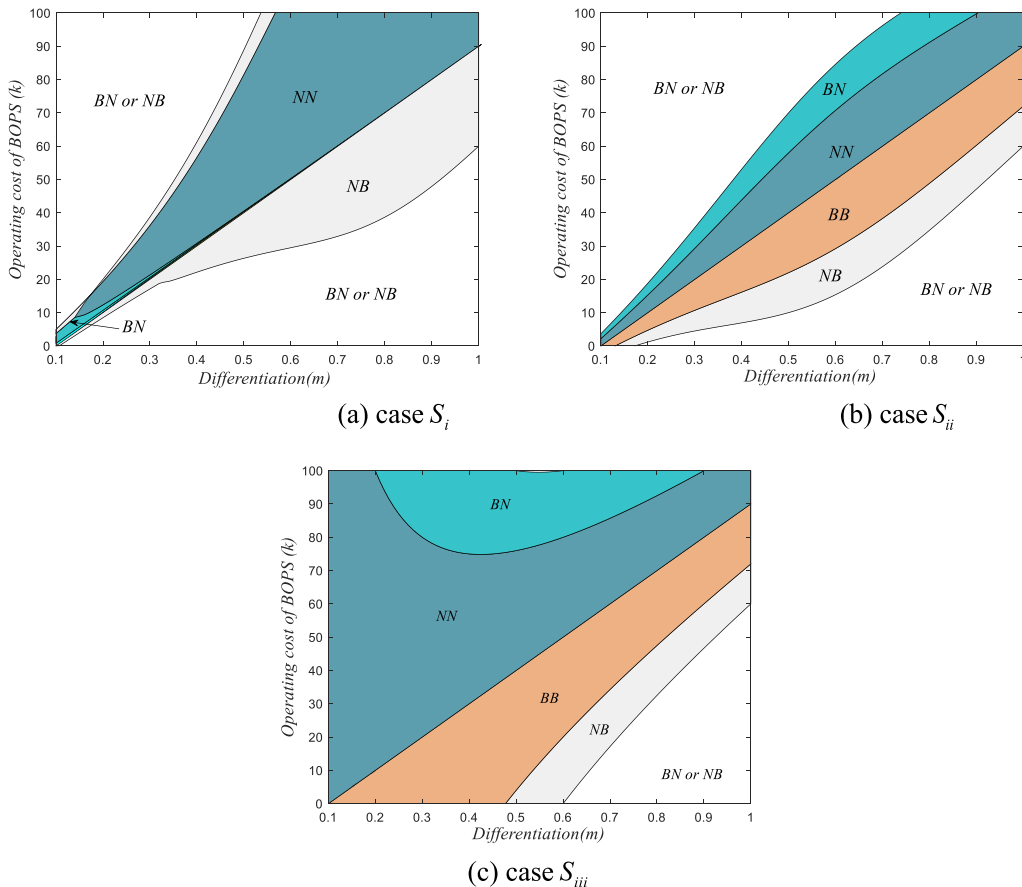 100
90
80
70
60
50
40
30
20
10
0
Operating cost of BOPS (k)
BN or NB
NN
NB
BN or NB
BN
0.1 0.2 0.3 0.4 0.5 0.6 0.7 0.8 0.9 1
Differentiation(m)
(a) case S_i
100
90
80
70
60
50
40
30
20
10
0
Operating cost of BOPS (k)
BN or NB
BN
NN
BB
NB
BN or NB
0.1 0.2 0.3 0.4 0.5 0.6 0.7 0.8 0.9 1
Differentiation(m)
(b) case S_ii
100
90
80
70
60
50
40
30
20
10
0
Operating cost of BOPS (k)
BN
NN
BB
NB
BN or NB
0.1 0.2 0.3 0.4 0.5 0.6 0.7 0.8 0.9 1
Differentiation(m)
(c) case S_iii